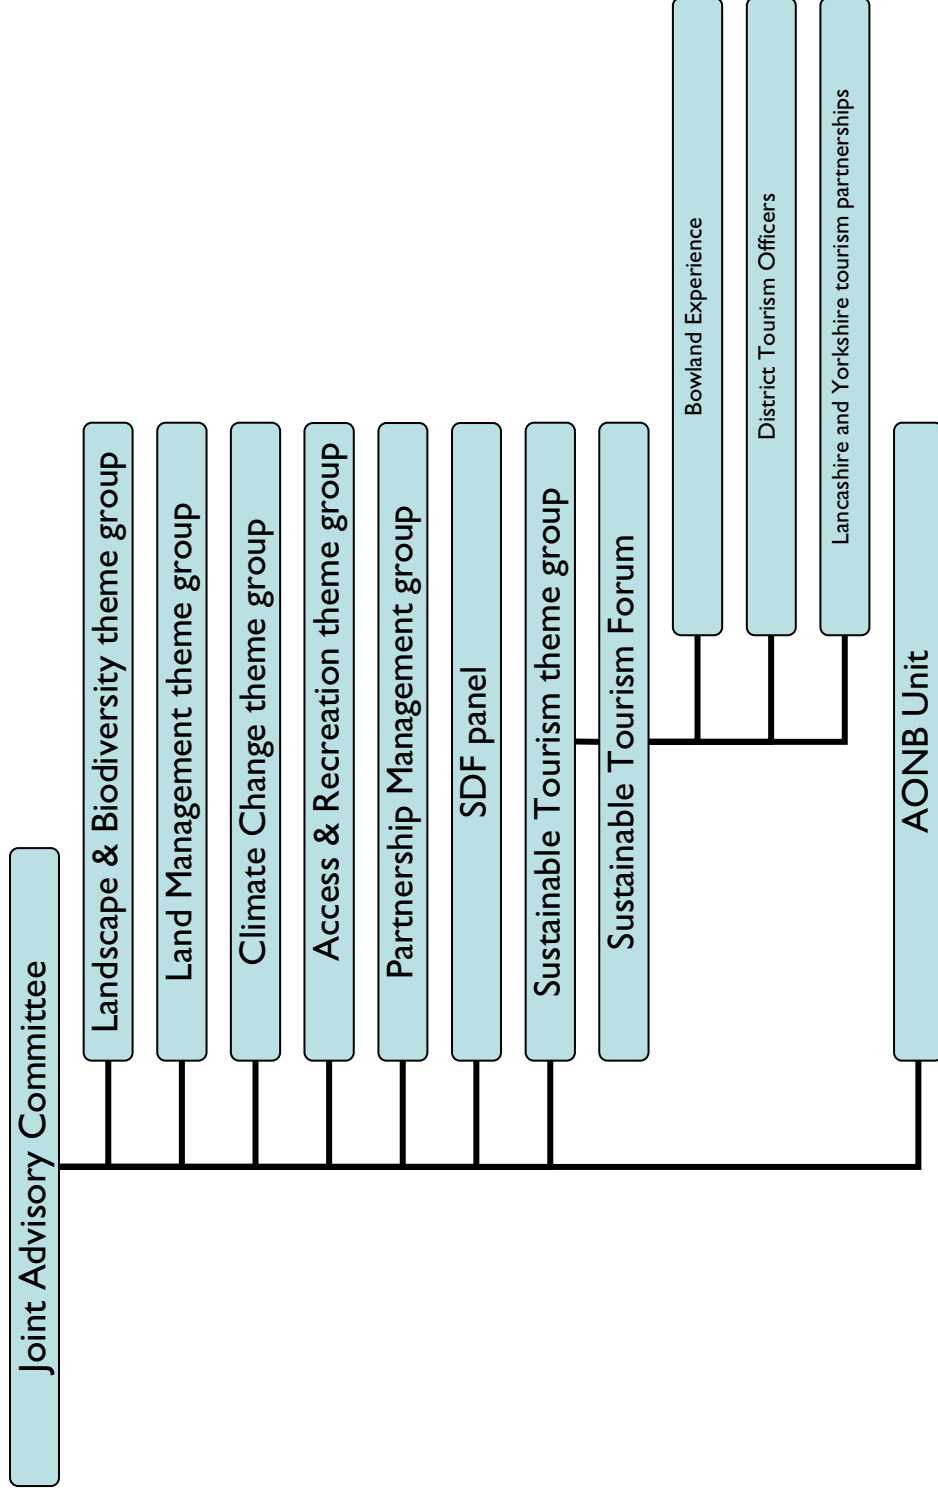 Joint Advisory Committee
Landscape & Biodiversity theme group
Land Management theme group
Climate Change theme group
Access & Recreation theme group
Partnership Management group
SDF panel
Sustainable Tourism theme group
Sustainable Tourism Forum
Bowland Experience
District Tourism Officers
Lancashire and Yorkshire tourism partnerships
AONB Unit